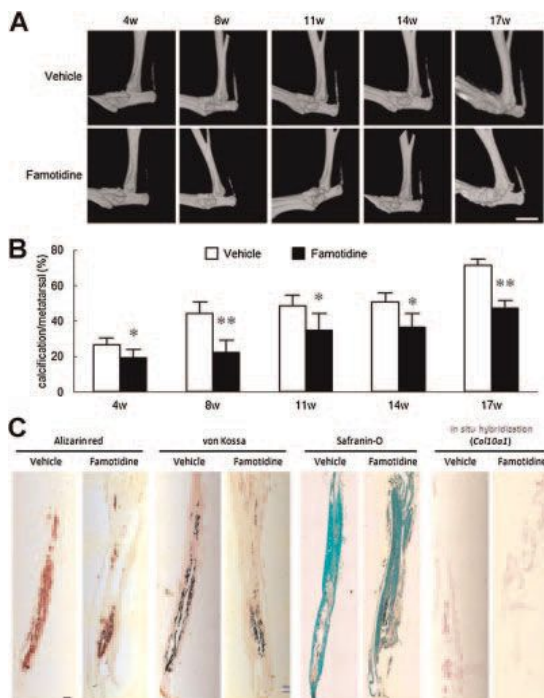 A
4w 8w 11w 14w 17w
Vehicle
Famotidine
B
calcification/metatarsal (%)
80
60
40
20
0
Vehicle Famotidine
* ** * * **
4w 8w 11w 14w 17w
C
Alizarin red von Kossa Safranin-O In situ hybridization
(Col10a1)
Vehicle Famotidine Vehicle Famotidine Vehicle Famotidine Vehicle Famotidine